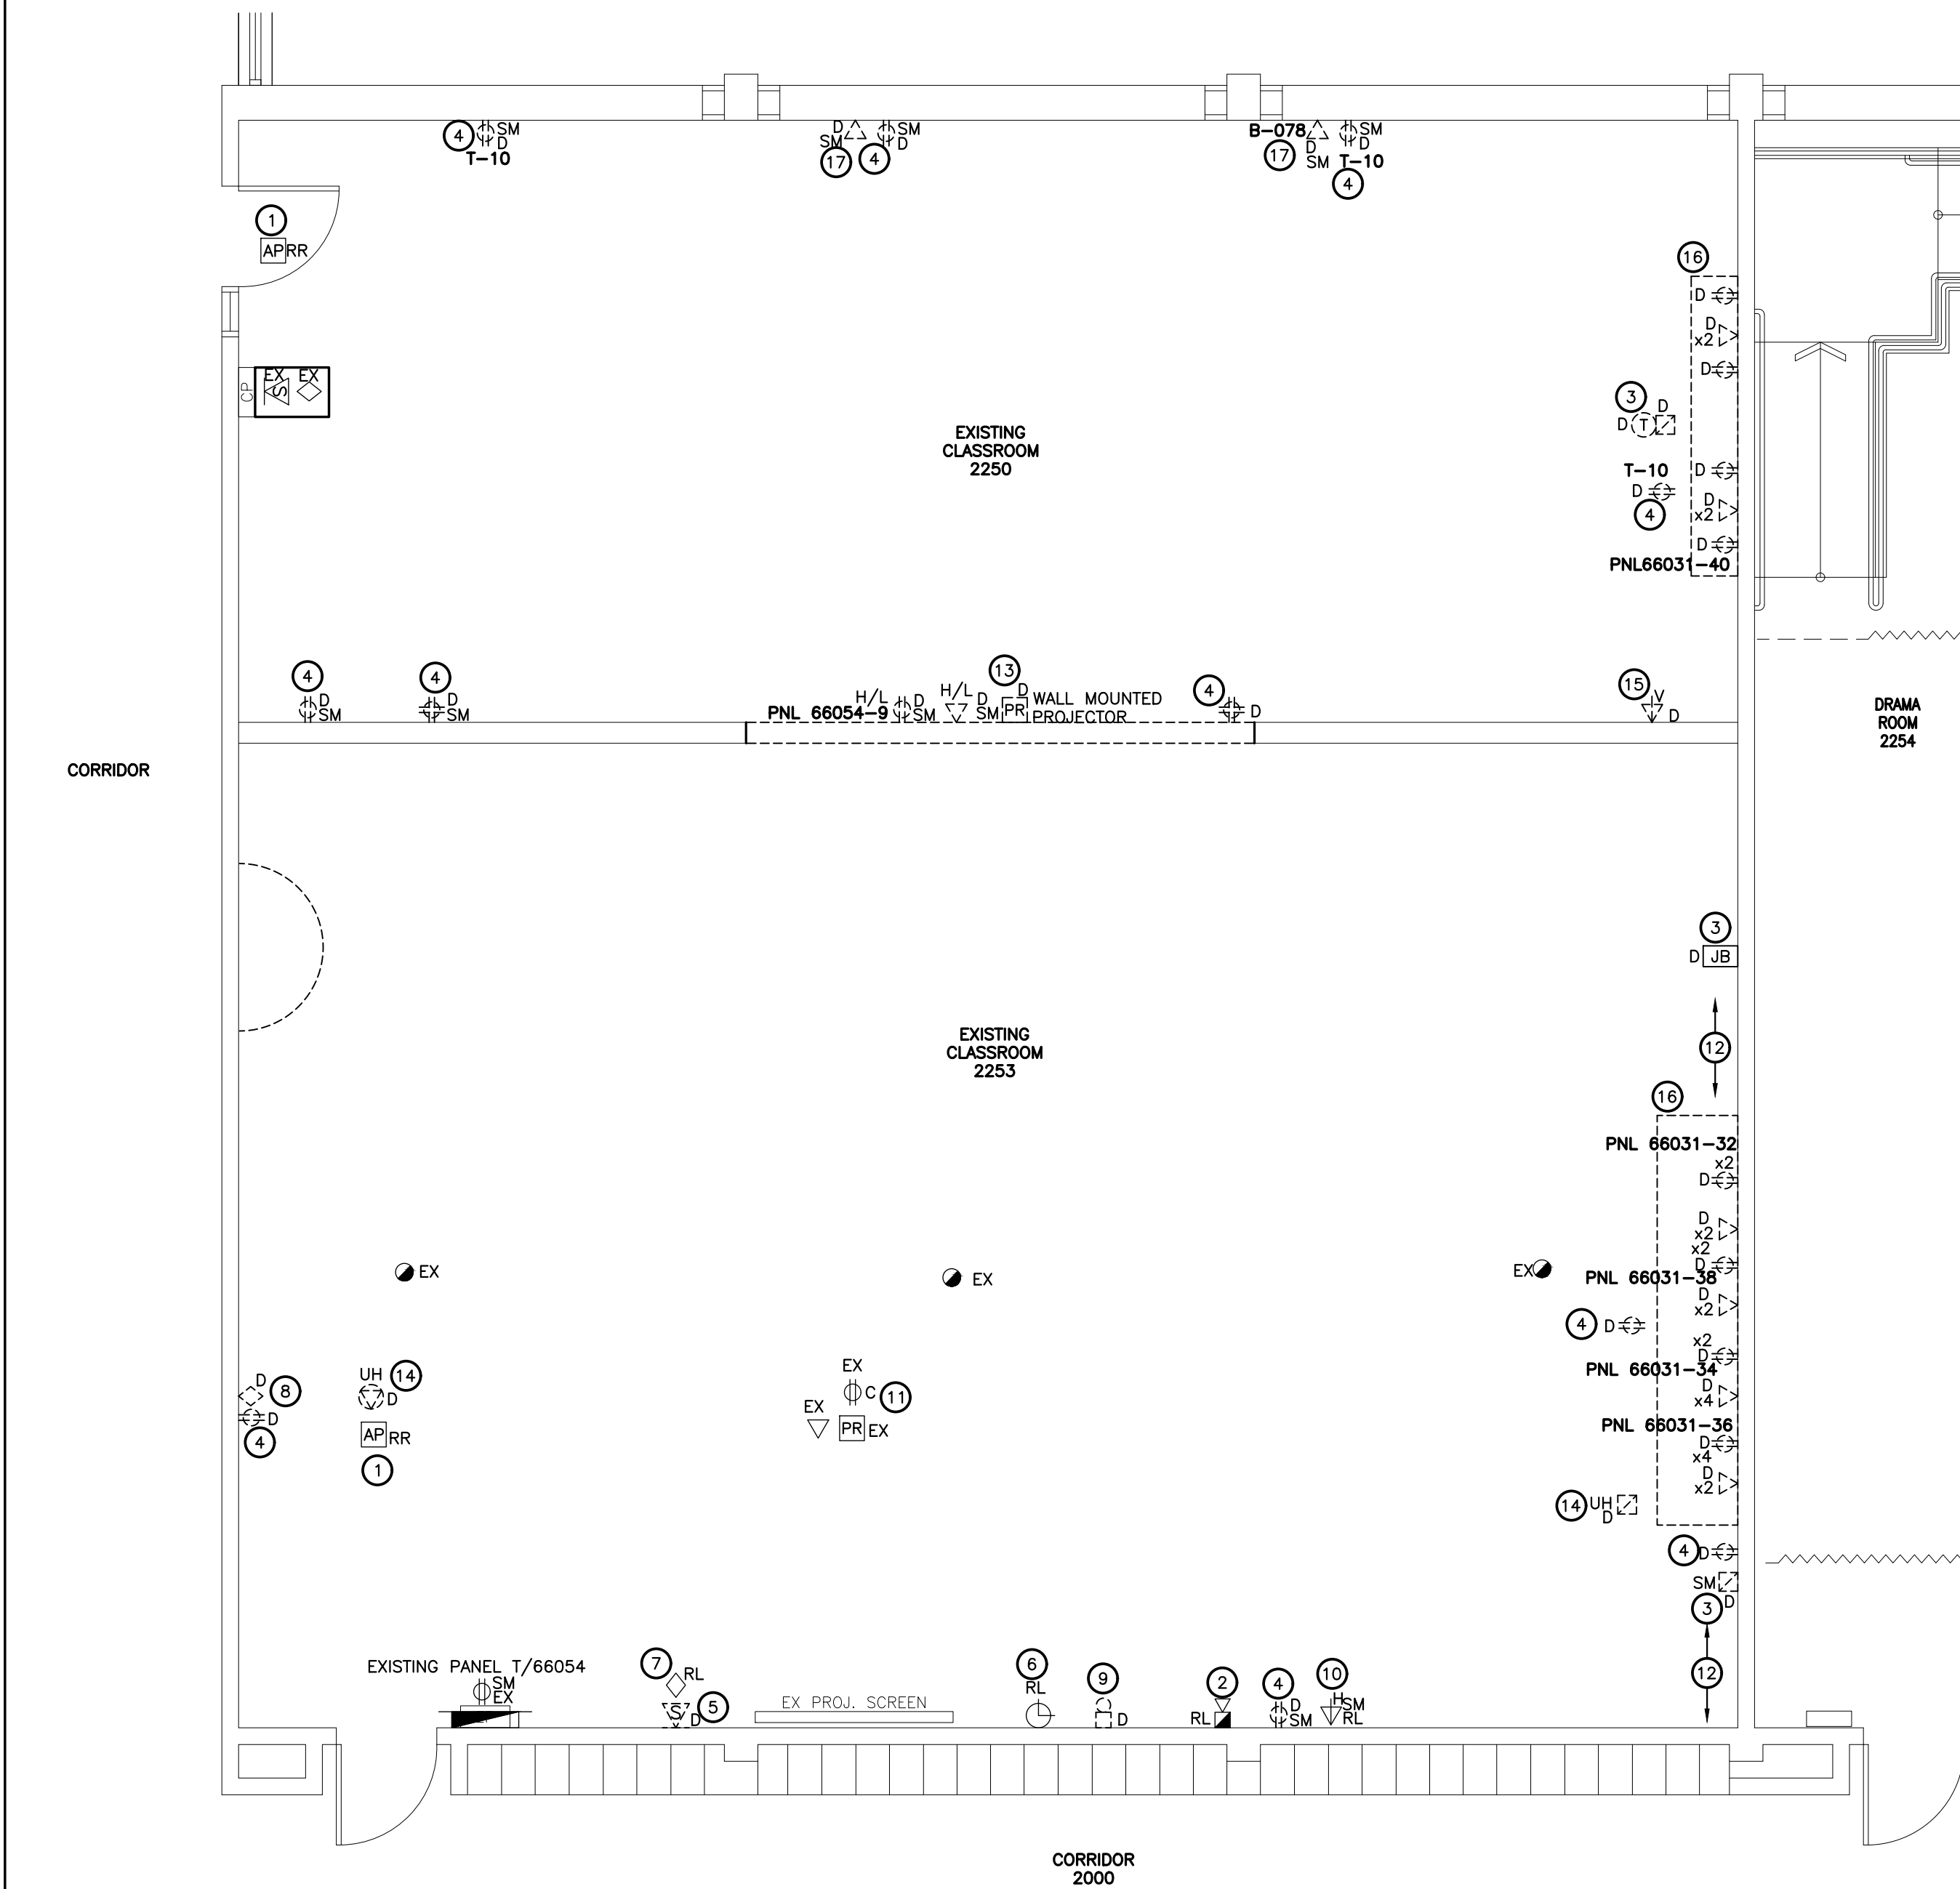 4
SM
D
T-10
D
SM
17
4
SM
D
B-078
17
D
SM
SM
D
T-10
4
1
AP RR
16
D
D
x2
D
CP
EX
EX
S
3
D
D
T
EXISTING
CLASSROOM
2250
T-10
D
D
4
D
x2
D
PNL66031-40
4
D
SM
4
D
SM
H/L
D
SM
PNL 66054-9
H/L
D
SM
13
D
PR
WALL MOUNTED
PROJECTOR
4
D
15
V
D
DRAMA
ROOM
2254
CORRIDOR
3
D
JB
EXISTING
CLASSROOM
2253
12
16
PNL 66031-32
x2
D
D
x2
x2
D
PNL 66031-38
D
x2
EX
EX
EX
4
D
x2
D
PNL 66031-34
D
x4
PNL 66031-36
D
x4
D
x2
D
8
D
4
UH
14
D
AP RR
1
EX
C
11
EX
PR
EX
14
UH
D
4
D
SM
D
3
12
EXISTING PANEL T/66054
SM
EX
7
RL
S
D
5
EX PROJ. SCREEN
6
RL
9
D
2
RL
4
D
SM
10
H
SM
RL
CORRIDOR
2000